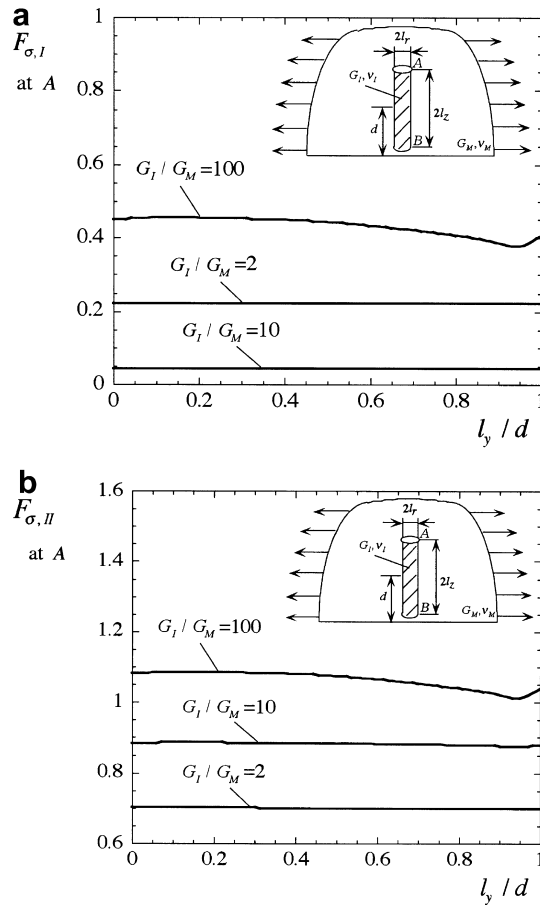 a
F_{σ,I}
at A
1
0.8
0.6
0.4
0.2
0
2l_r
A
G_I, ν_I
2l_z
d
B
G_M, ν_M
G_I / G_M=100
G_I / G_M=2
G_I / G_M=10
0 0.2 0.4 0.6 0.8 1
l_y / d
b
F_{σ,II}
at A
1.6
1.4
1.2
1
0.8
0.6
2l_r
A
G_I, ν_I
2l_z
d
B
G_M, ν_M
G_I / G_M=100
G_I / G_M=10
G_I / G_M=2
0 0.2 0.4 0.6 0.8 1
l_y / d